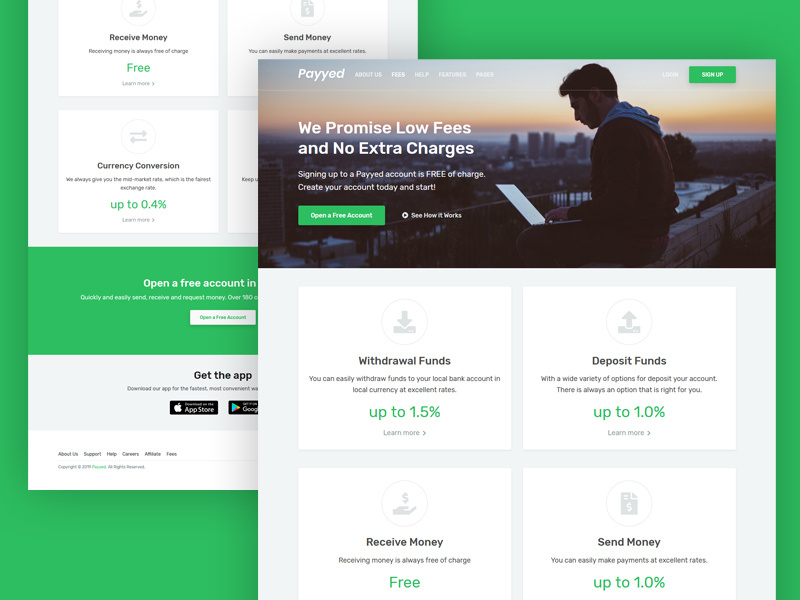 Receive Money
Receiving money is always free of charge
Free
Learn more
Send Money
You can easily make payments at excellent rates.
Currency Conversion
We always give you the mid-market rate, which is the fairest
exchange rate.
up to 0.4%
Learn more
Keep u
Open a free account in
Quickly and easily send, receive and request money. Over 180 c
Open a Free Account
Get the app
Download our app for the fastest, most convenient wa
Download on the
App Store
GET IT ON
Googl
About Us Support Help Careers Affiliate Fees
Copyright © 2019 Payyed. All Rights Reserved.
Payyed ABOUT US FEES HELP FEATURES PAGES LOGIN SIGN UP
We Promise Low Fees
and No Extra Charges
Signing up to a Payyed account is FREE of charge.
Create your account today and start!
Open a Free Account See How it Works
Withdrawal Funds
You can easily withdraw funds to your local bank account in
local currency at excellent rates.
up to 1.5%
Learn more
Deposit Funds
With a wide variety of options for deposit your account.
There is always an option that is right for you.
up to 1.0%
Learn more
Receive Money
Receiving money is always free of charge
Free
Send Money
You can easily make payments at excellent rates.
up to 1.0%